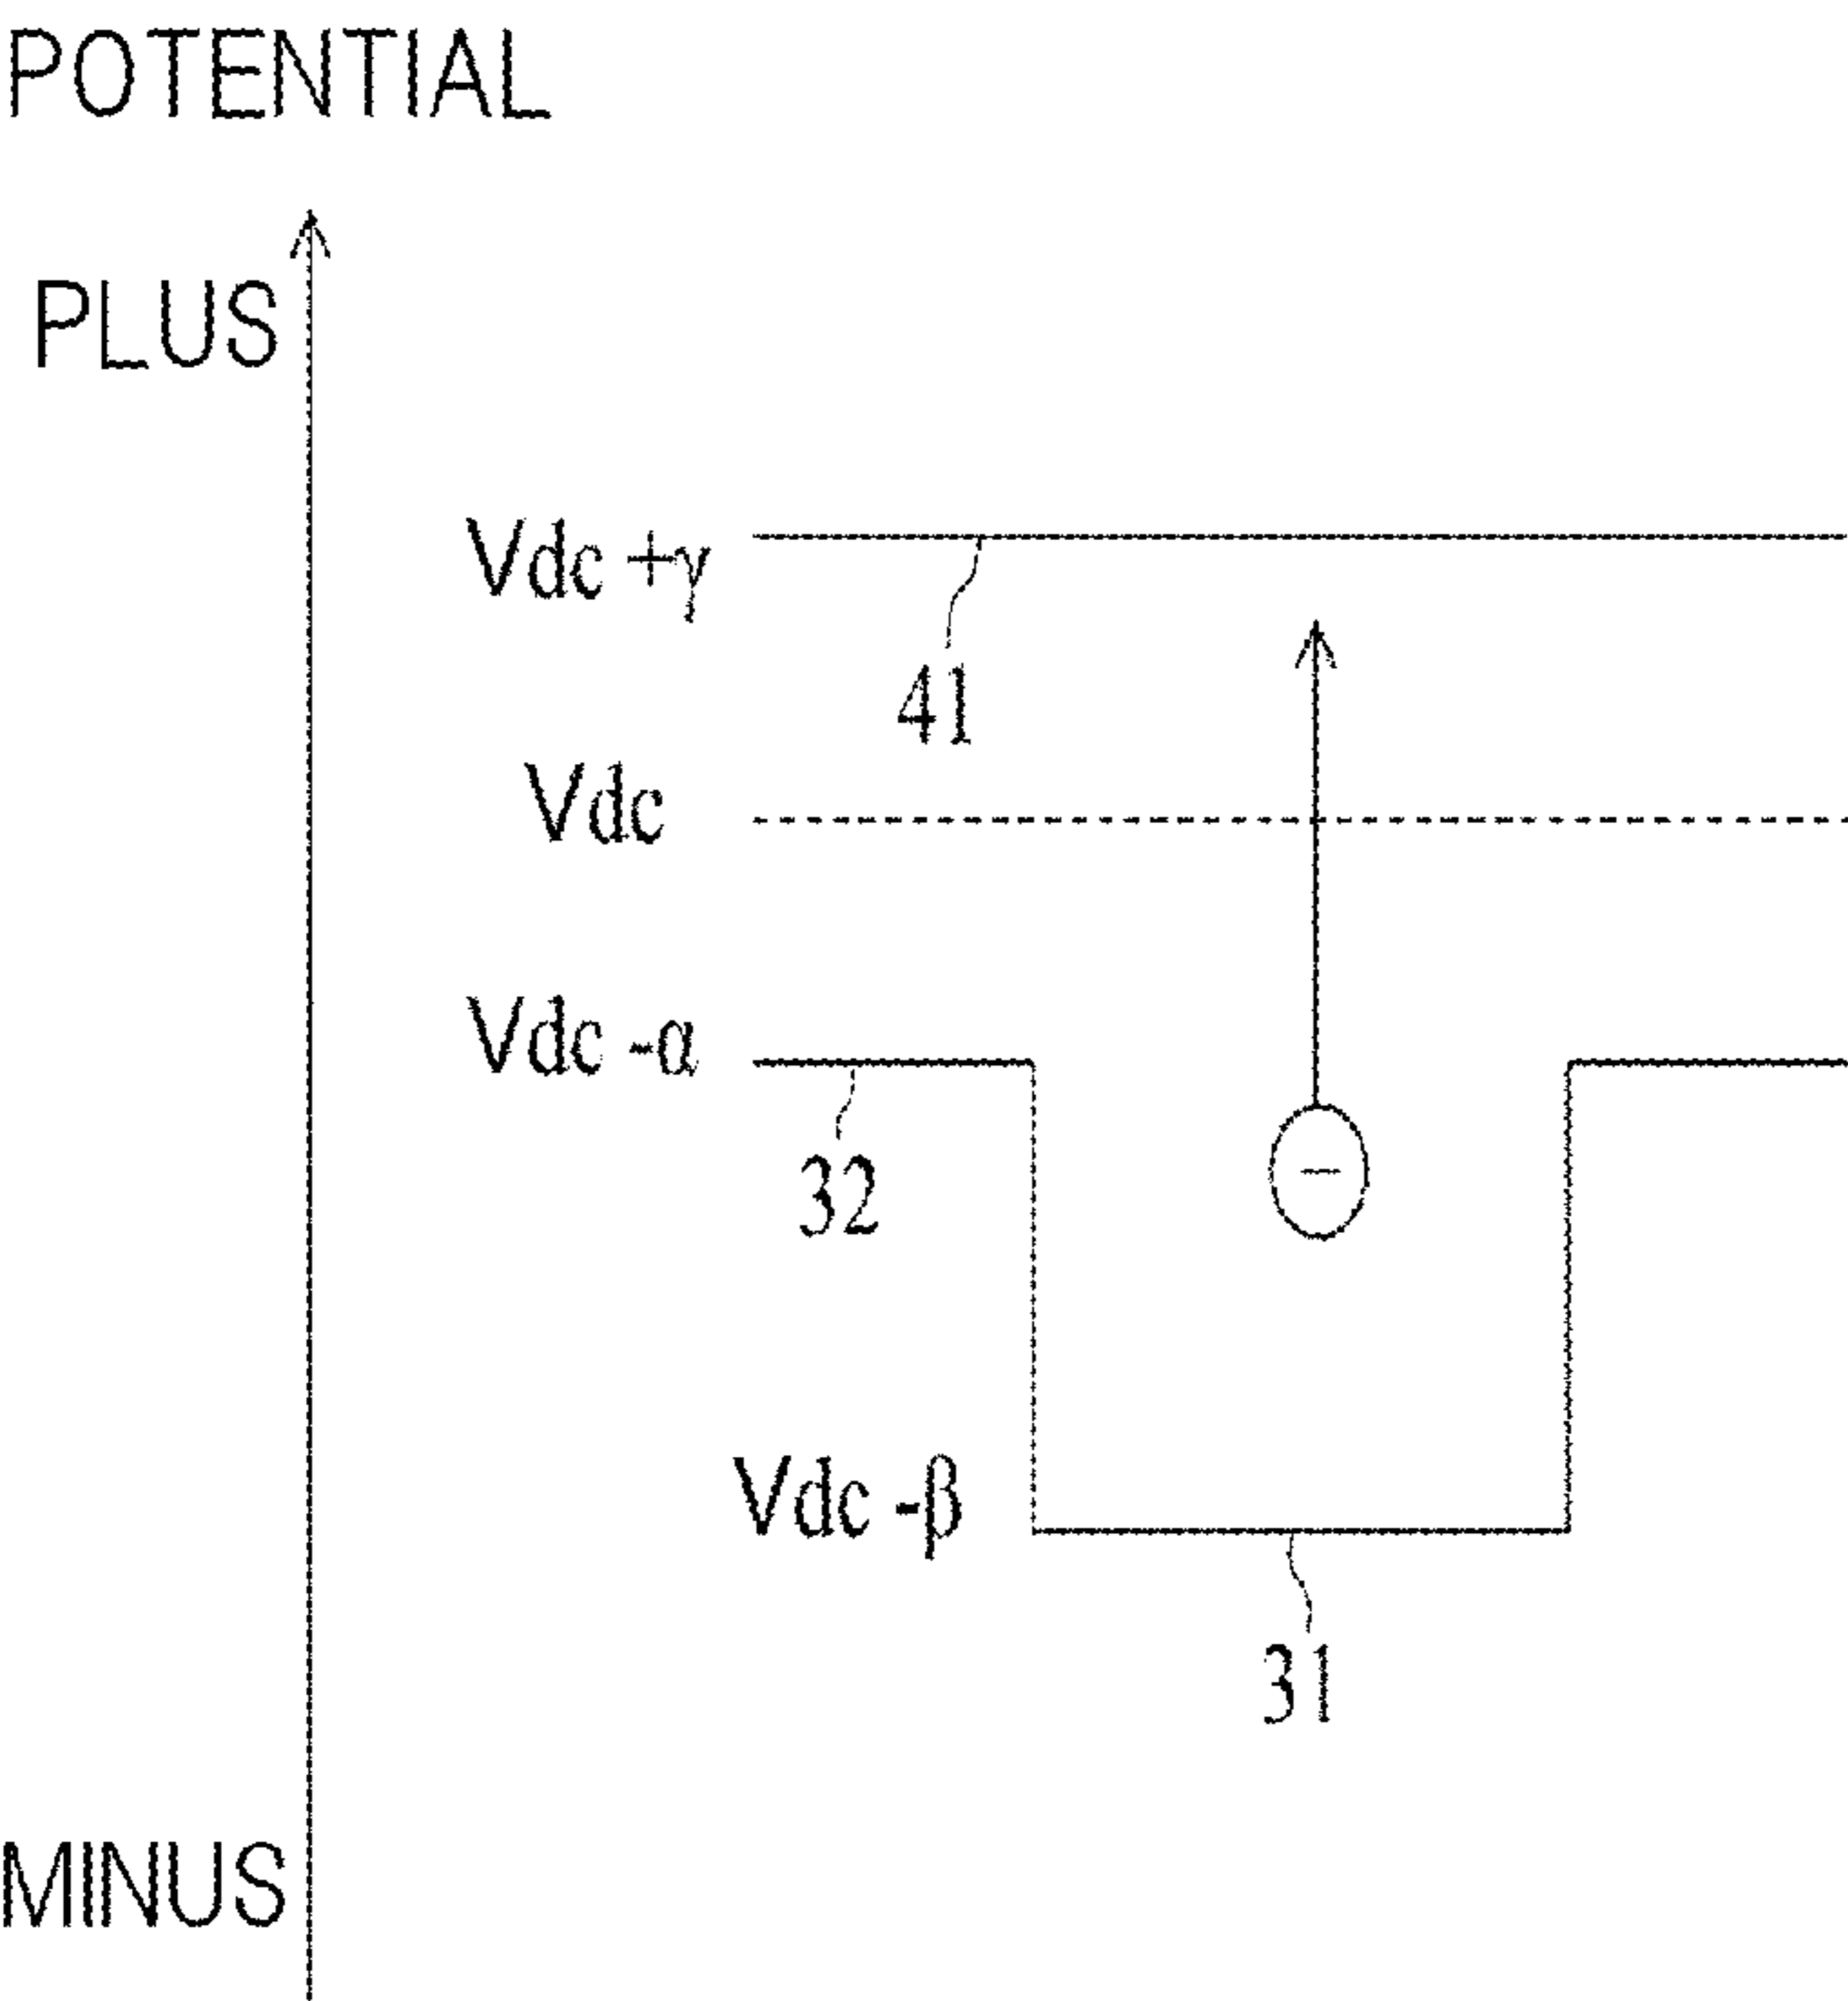 POTENTIAL
PLUS
Vdc +γ
41
Vdc
Vdc -α
32
−
Vdc -β
31
MINUS